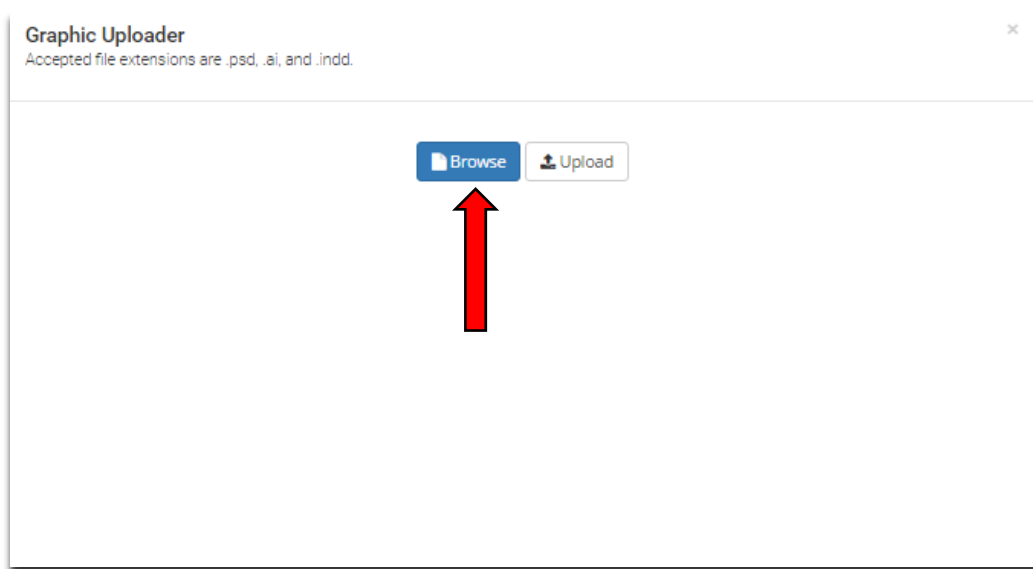 Graphic Uploader
Accepted file extensions are .psd, .ai, and .indd.
Browse
Upload